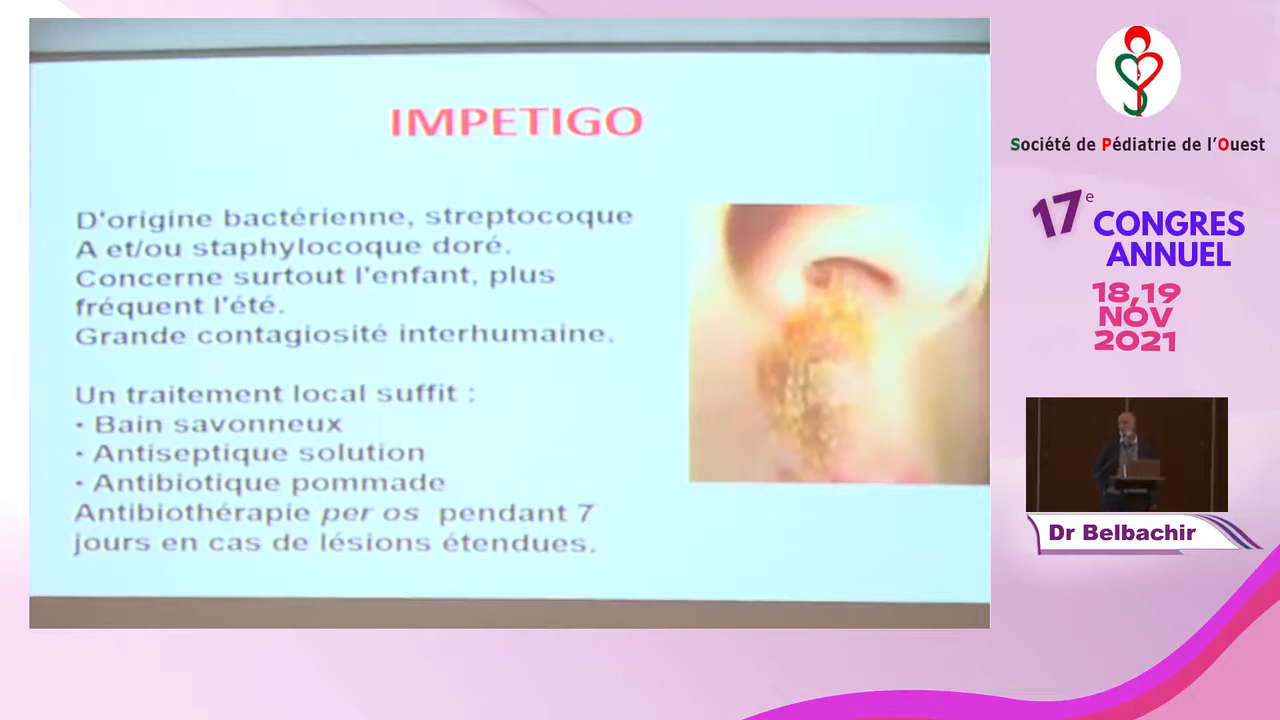 IMPETIGO
D'origine bactérienne, streptocoque
A et/ou staphylocoque doré.
Concerne surtout l'enfant, plus
fréquent l'été.
Grande contagiosité interhumaine.
Un traitement local suffit :
• Bain savonneux
• Antiseptique solution
• Antibiotique pommade
Antibiothérapie per os pendant 7
jours en cas de lésions étendues.
Société de Pédiatrie de l'Ouest
17e
CONGRES
ANNUEL
18,19
NOV
2021
Dr Belbachir